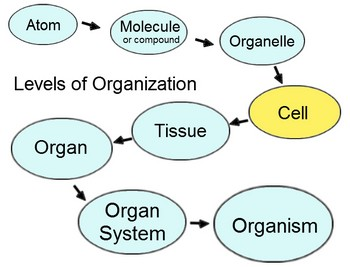 Atom
Molecule
or compound
Organelle
Levels of Organization
Cell
Tissue
Organ
Organ
System
Organism